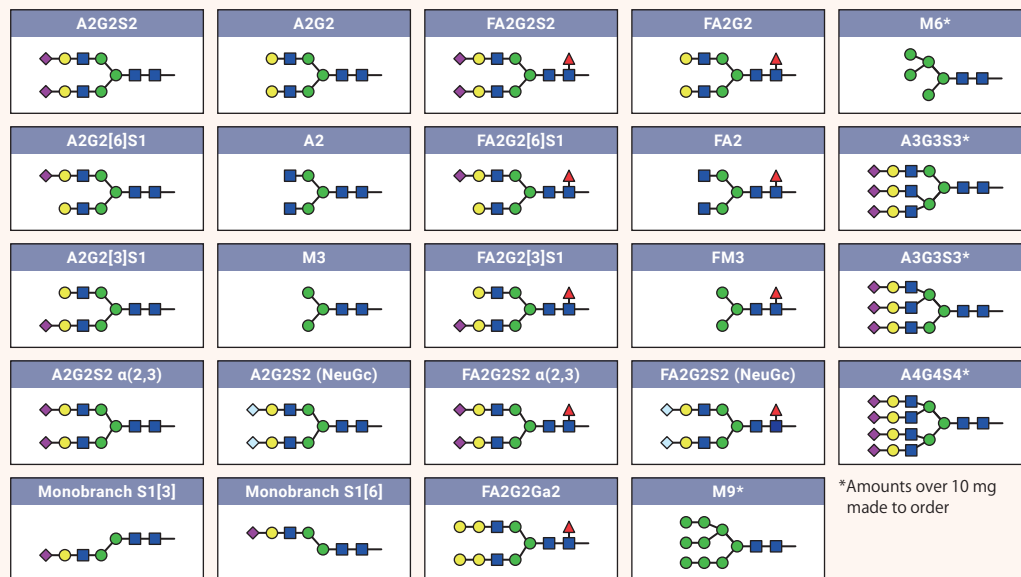 A2G2S2
A2G2
FA2G2S2
FA2G2
M6*
A2G2[6]S1
A2
FA2G2[6]S1
FA2
A3G3S3*
A2G2[3]S1
M3
FA2G2[3]S1
FM3
A3G3S3*
A2G2S2 α(2,3)
A2G2S2 (NeuGc)
FA2G2S2 α(2,3)
FA2G2S2 (NeuGc)
A4G4S4*
Monobranch S1[3]
Monobranch S1[6]
FA2G2Ga2
M9*
*Amounts over 10 mg
made to order